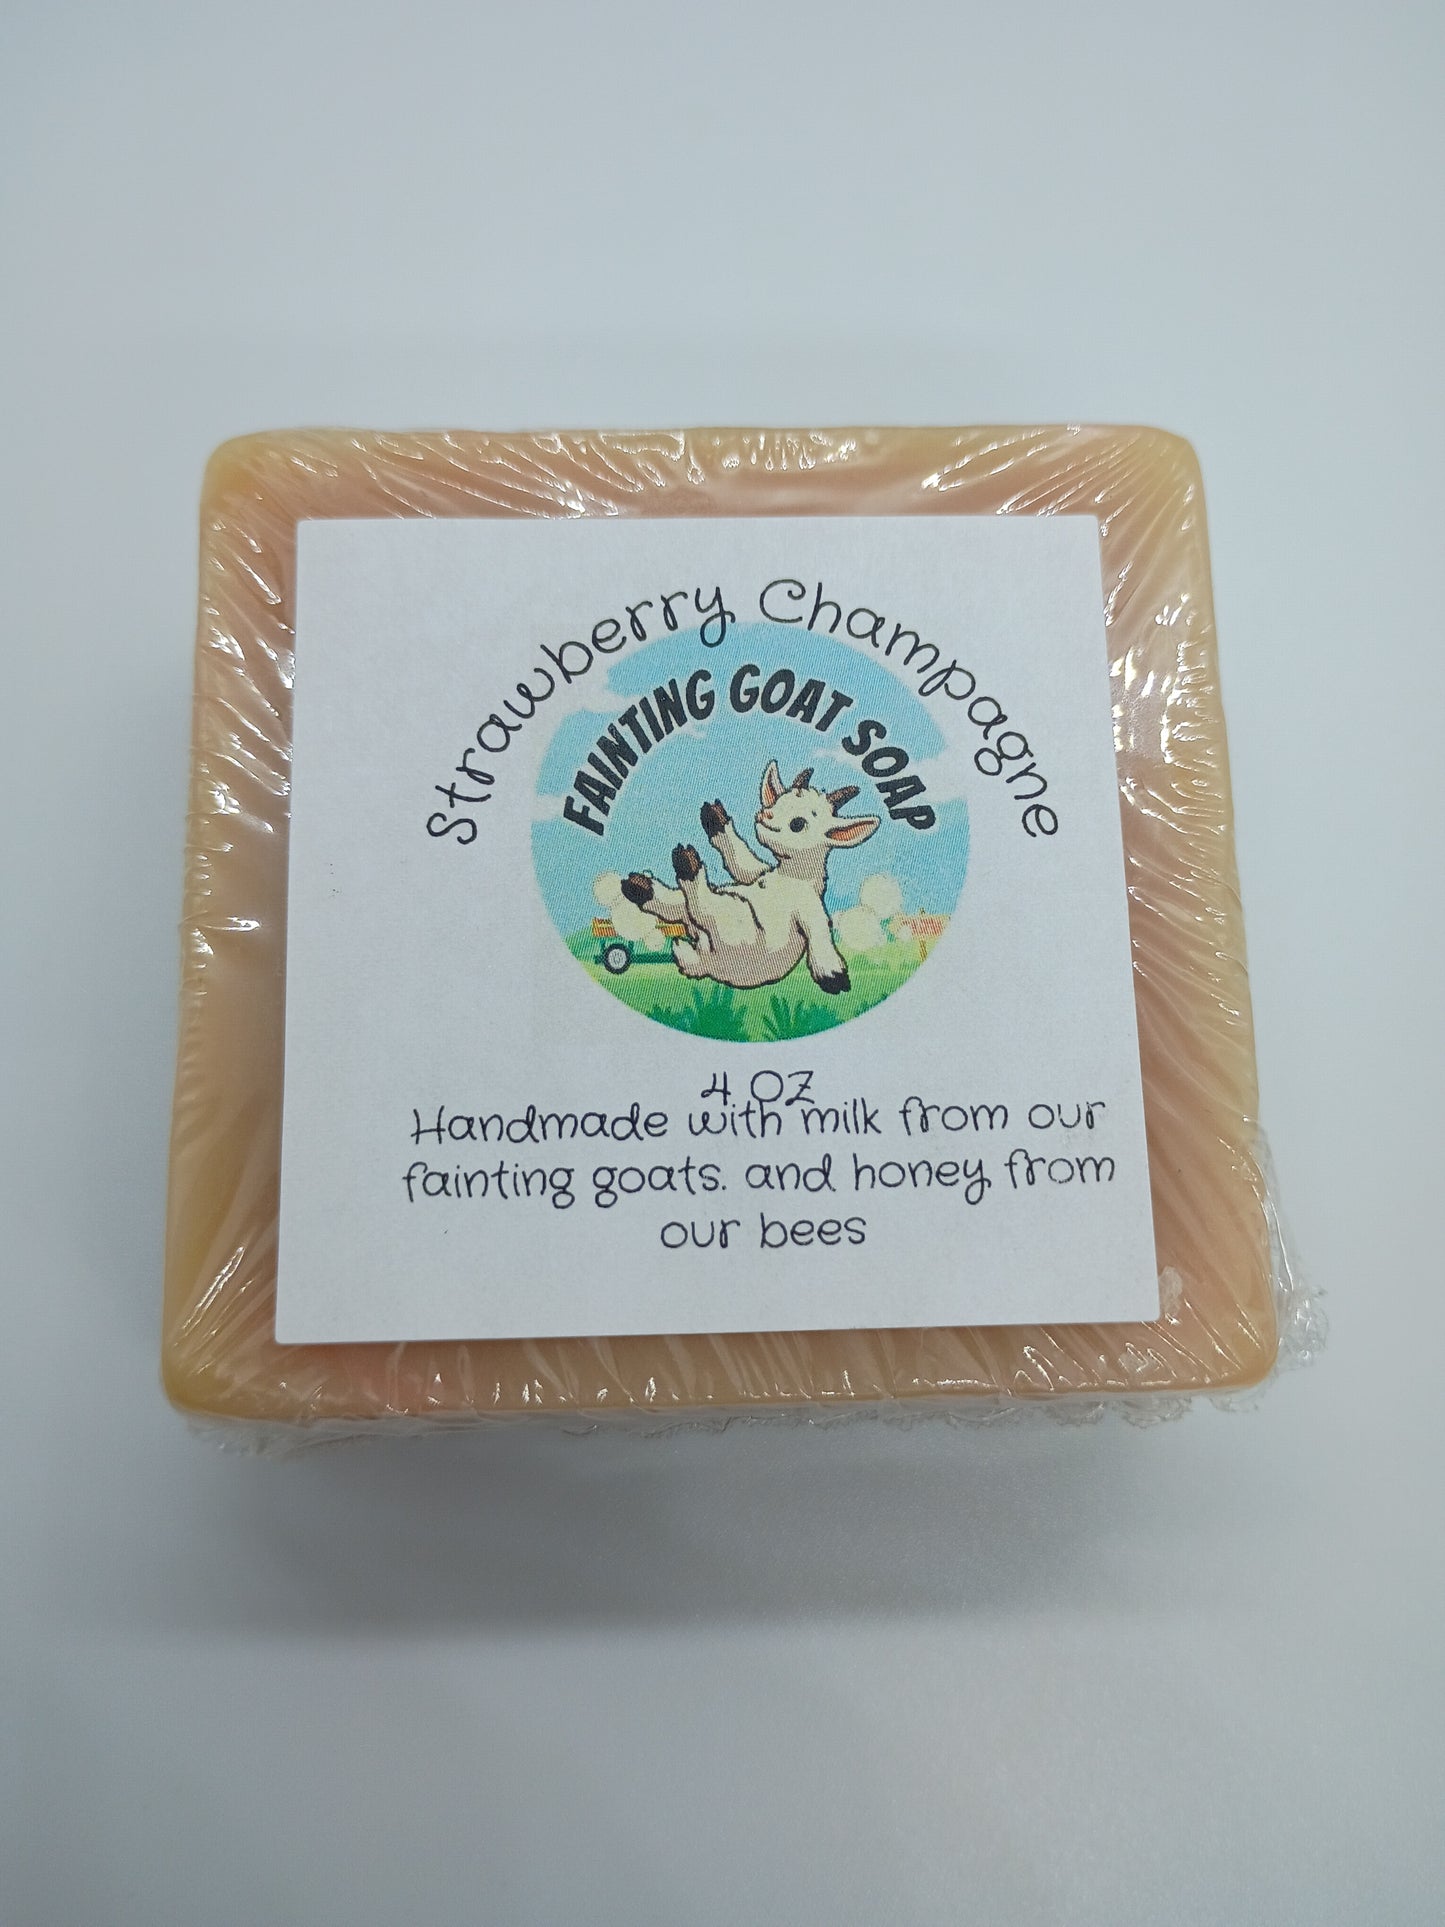 Strawberry Champagne
FAINTING GOAT SOAP
4 OZ
Handmade with milk from our
fainting goats. and honey from
our bees